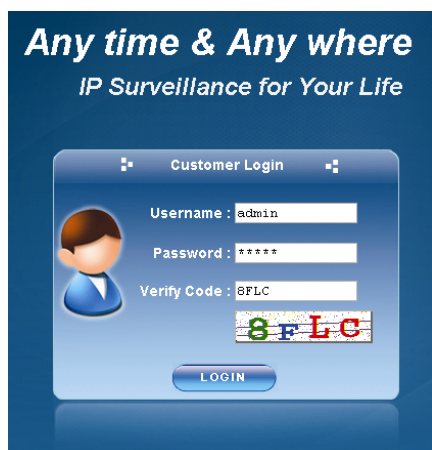 Any time & Any where
IP Surveillance for Your Life
Customer Login
Username : admin
Password : *****
Verify Code : 8FLC
8FLC
LOGIN